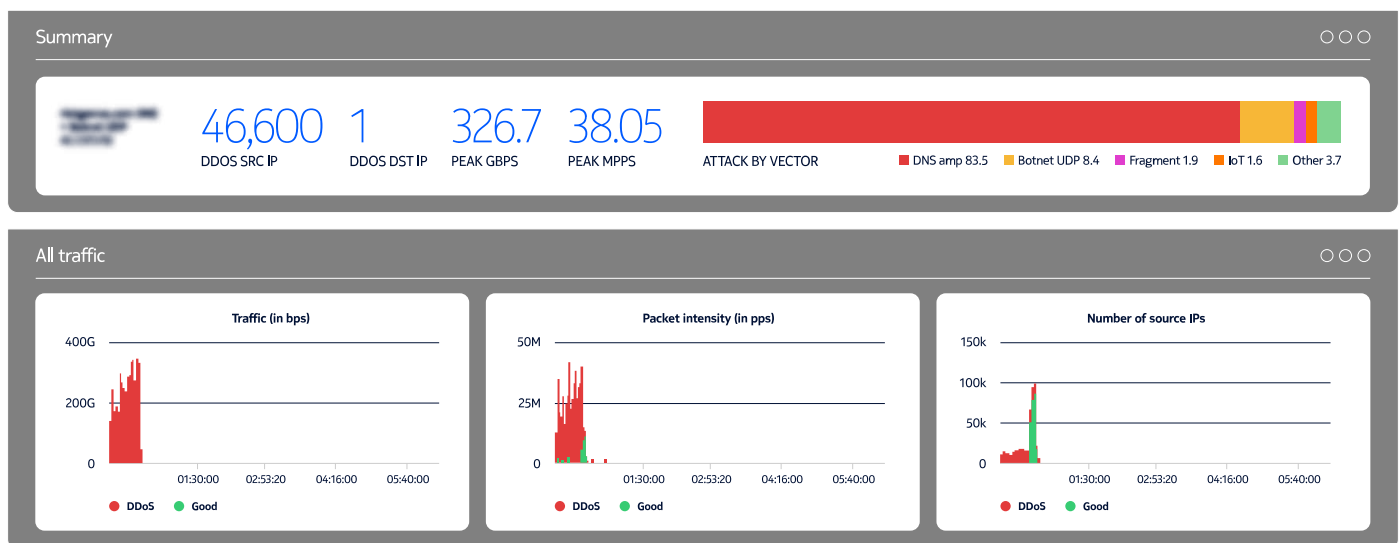 Summary
46,600
DDOS SRC IP
1
DDOS DST IP
326.7
PEAK GBPS
38.05
PEAK MPPS
ATTACK BY VECTOR
DNS amp 83.5
Botnet UDP 8.4
Fragment 1.9
IoT 1.6
Other 3.7
All traffic
Traffic (in bps)
400G
200G
0
01:30:00
02:53:20
04:16:00
05:40:00
DDoS
Good
Packet intensity (in pps)
50M
25M
0
01:30:00
02:53:20
04:16:00
05:40:00
DDoS
Good
Number of source IPs
150k
100k
50k
0
01:30:00
02:53:20
04:16:00
05:40:00
DDoS
Good